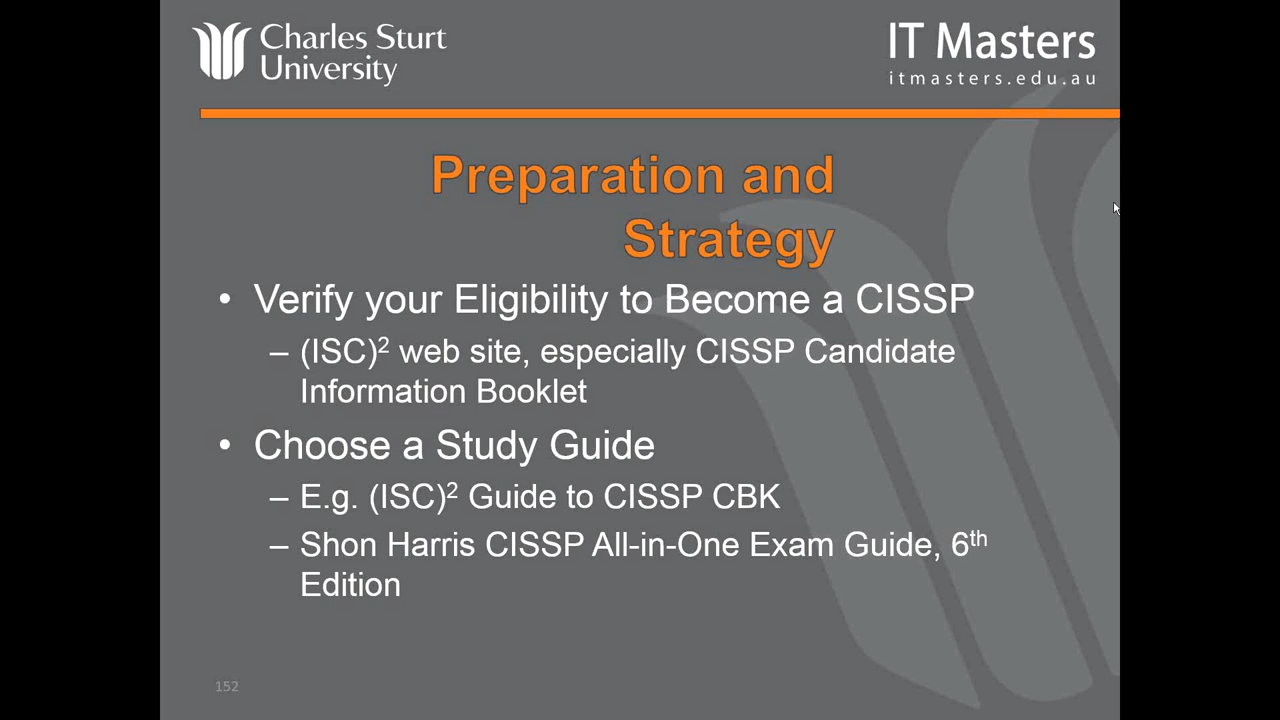 Charles Sturt
University
IT Masters
itmasters.edu.au
Preparation and
Strategy
• Verify your Eligibility to Become a CISSP
– (ISC)² web site, especially CISSP Candidate
Information Booklet
• Choose a Study Guide
– E.g. (ISC)² Guide to CISSP CBK
– Shon Harris CISSP All-in-One Exam Guide, 6th
Edition
152